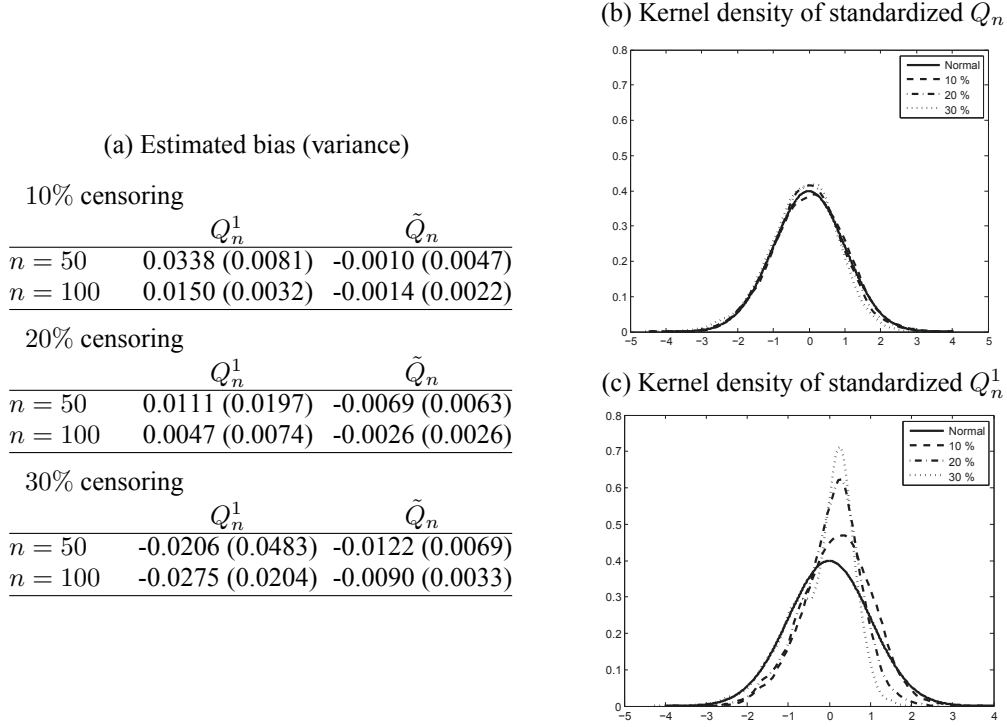 (a) Estimated bias (variance)
10% censoring
Q_n^1 Q̃_n
n = 50 0.0338 (0.0081) -0.0010 (0.0047)
n = 100 0.0150 (0.0032) -0.0014 (0.0022)
20% censoring
Q_n^1 Q̃_n
n = 50 0.0111 (0.0197) -0.0069 (0.0063)
n = 100 0.0047 (0.0074) -0.0026 (0.0026)
30% censoring
Q_n^1 Q̃_n
n = 50 -0.0206 (0.0483) -0.0122 (0.0069)
n = 100 -0.0275 (0.0204) -0.0090 (0.0033)
(b) Kernel density of standardized Q_n
0.8
0.7
0.6
0.5
0.4
0.3
0.2
0.1
0
−5 −4 −3 −2 −1 0 1 2 3 4 5
Normal
10 %
20 %
30 %
(c) Kernel density of standardized Q_n^1
0.8
0.7
0.6
0.5
0.4
0.3
0.2
0.1
0
−5 −4 −3 −2 −1 0 1 2 3 4
Normal
10 %
20 %
30 %